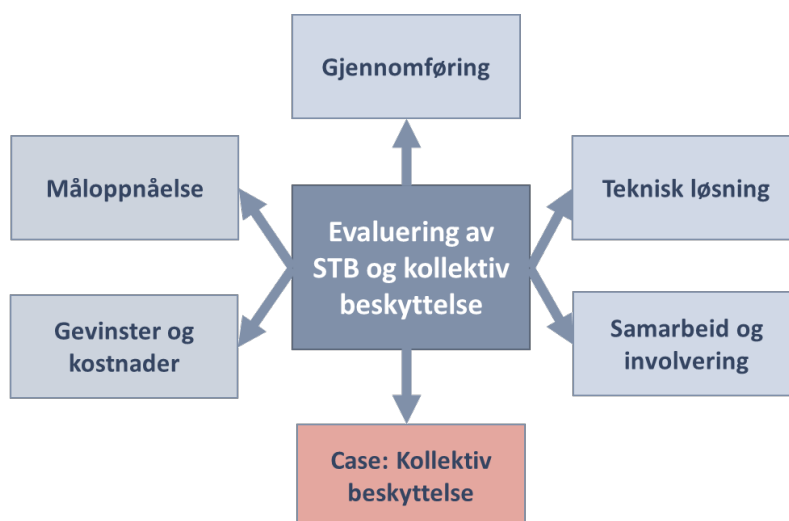 Gjennomføring
Måloppnåelse
Teknisk løsning
Evaluering av
STB og kollektiv
beskyttelse
Gevinster og
kostnader
Samarbeid og
involvering
Case: Kollektiv
beskyttelse